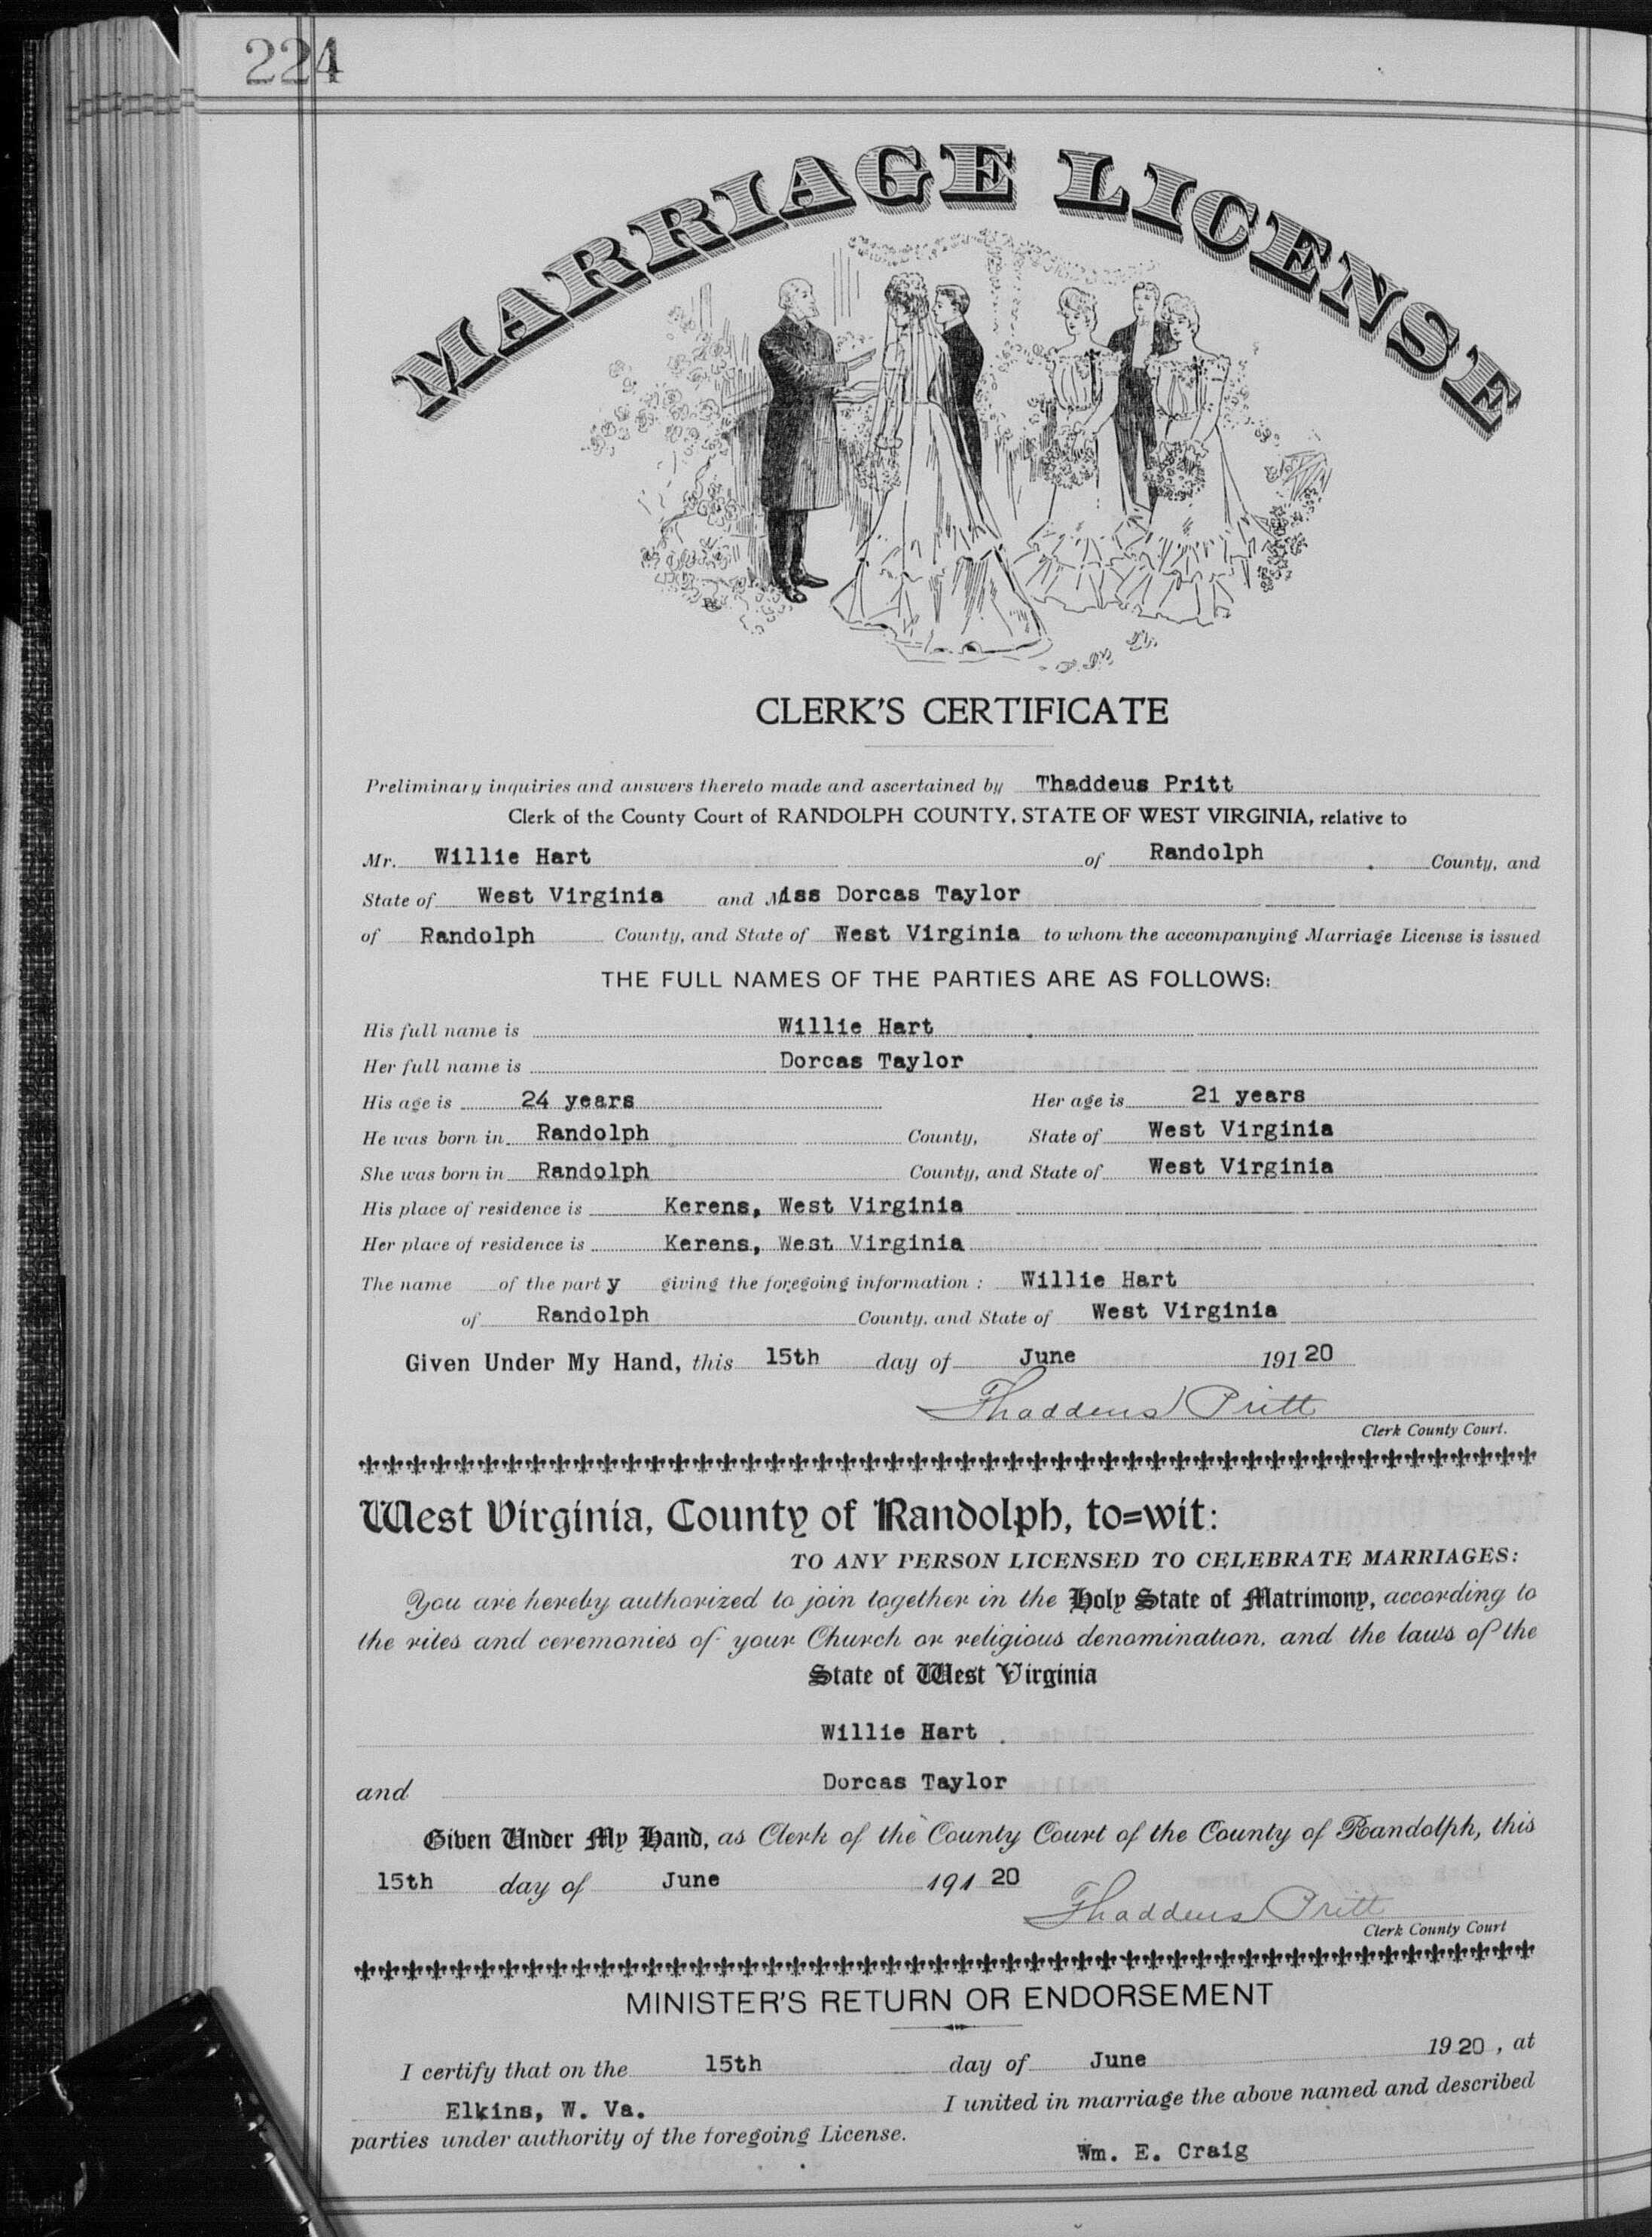 224
MARRIAGE LICENSE
CLERK'S CERTIFICATE
Preliminary inquiries and answers thereto made and ascertained by Thaddeus Pritt
Clerk of the County Court of RANDOLPH COUNTY, STATE OF WEST VIRGINIA, relative to
Mr. Willie Hart of Randolph County, and
State of West Virginia and Miss Dorcas Taylor
of Randolph County, and State of West Virginia to whom the accompanying Marriage License is issued
THE FULL NAMES OF THE PARTIES ARE AS FOLLOWS:
His full name is Willie Hart
Her full name is Dorcas Taylor
His age is 24 years Her age is 21 years
He was born in Randolph County, State of West Virginia
She was born in Randolph County, and State of West Virginia
His place of residence is Kerens, West Virginia
Her place of residence is Kerens, West Virginia
The name of the party giving the foregoing information: Willie Hart
of Randolph County, and State of West Virginia
Given Under My Hand, this 15th day of June 191 20
Thaddeus Pritt
Clerk County Court.
West Virginia, County of Randolph, to=wit:
TO ANY PERSON LICENSED TO CELEBRATE MARRIAGES:
You are hereby authorized to join together in the Holy State of Matrimony, according to
the rites and ceremonies of your Church or religious denomination, and the laws of the
State of West Virginia
Willie Hart
and Dorcas Taylor
Given Under My Hand, as Clerk of the County Court of the County of Randolph, this
15th day of June 191 20
Thaddeus Pritt
Clerk County Court
MINISTER'S RETURN OR ENDORSEMENT
I certify that on the 15th day of June 1920, at
Elkins, W. Va. I united in marriage the above named and described
parties under authority of the foregoing License.
Wm. E. Craig